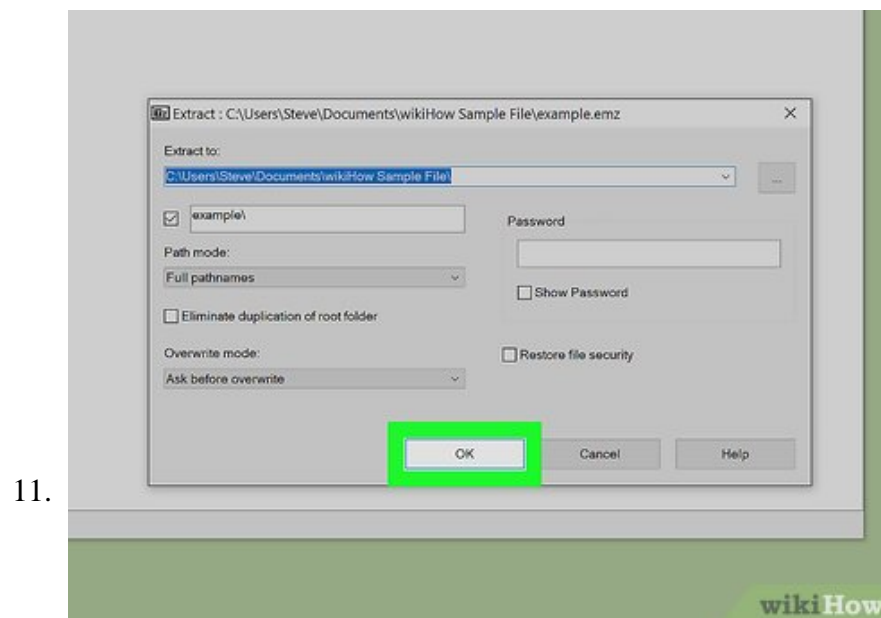 Extract : C:\Users\Steve\Documents\wikiHow Sample File\example.emz
Extract to:
C:\Users\Steve\Documents\wikiHow Sample File\
...
example\
Password
Path mode:
Full pathnames
Show Password
Eliminate duplication of root folder
Overwrite mode:
Restore file security
Ask before overwrite
OK Cancel Help
11.
wikiHow